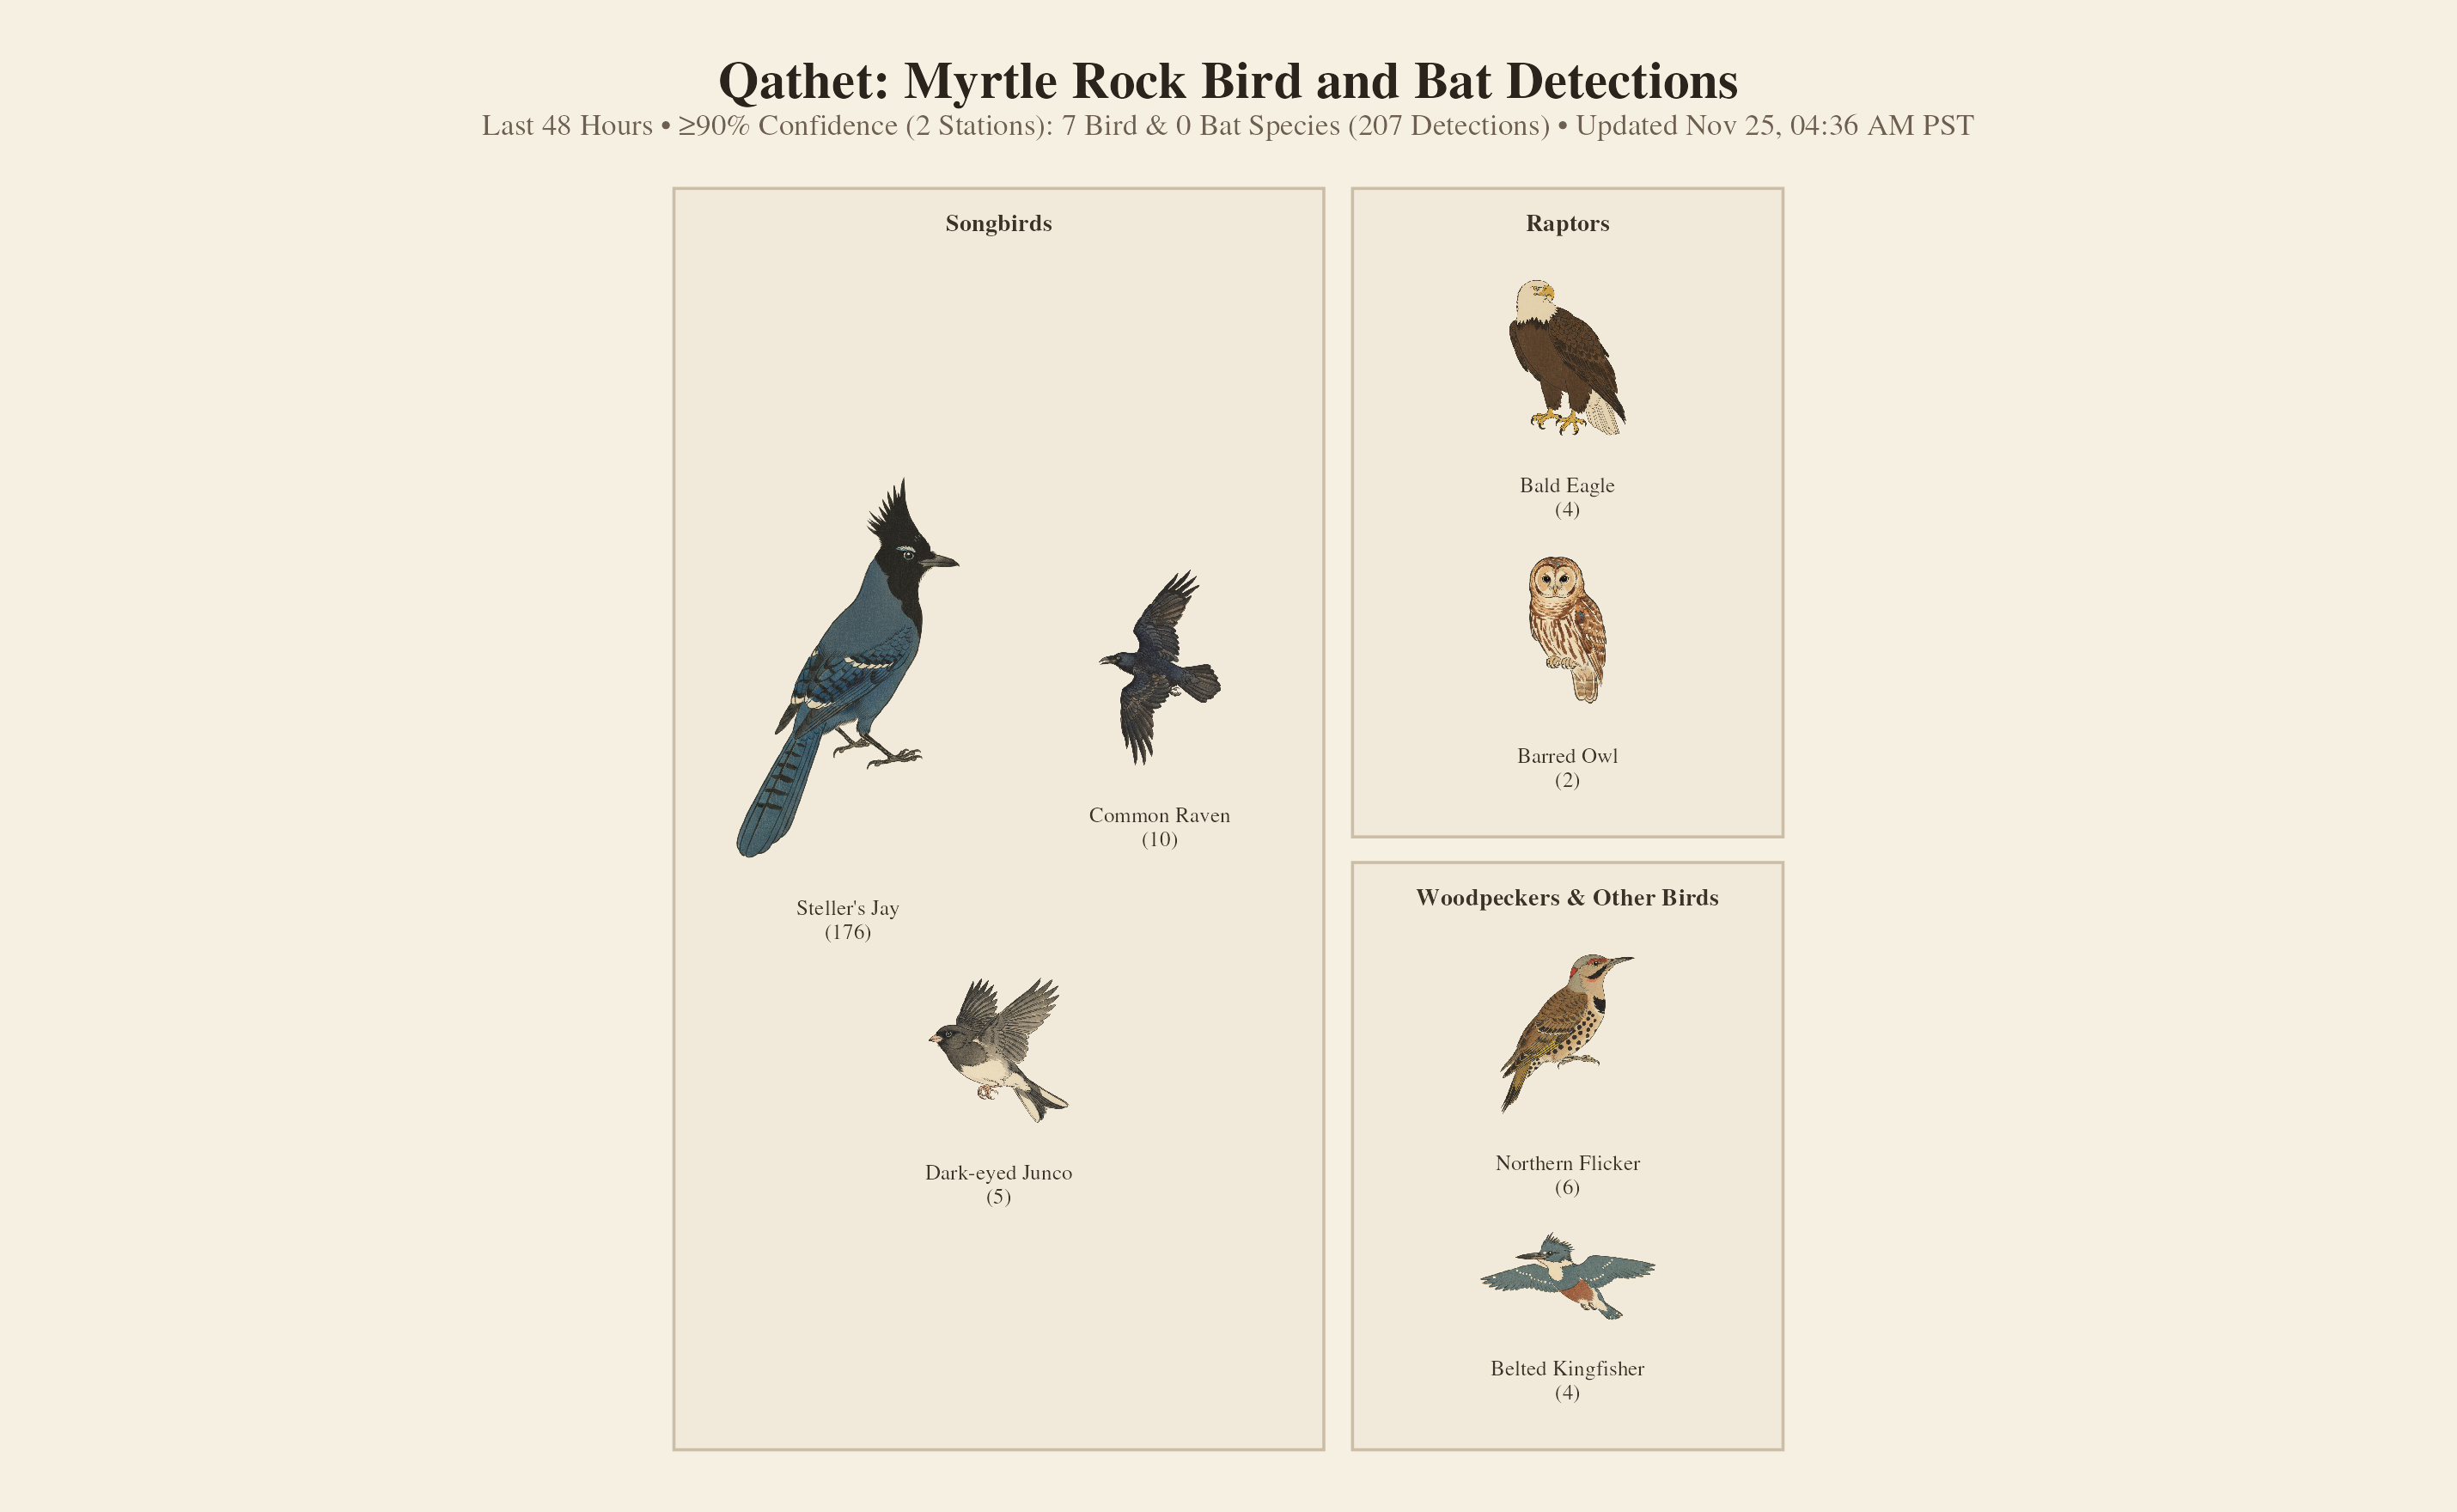 Qathet: Myrtle Rock Bird and Bat Detections
Last 48 Hours • ≥90% Confidence (2 Stations): 7 Bird & 0 Bat Species (207 Detections) • Updated Nov 25, 04:36 AM PST
Songbirds
Steller's Jay
(176)
Common Raven
(10)
Dark-eyed Junco
(5)
Raptors
Bald Eagle
(4)
Barred Owl
(2)
Woodpeckers & Other Birds
Northern Flicker
(6)
Belted Kingfisher
(4)